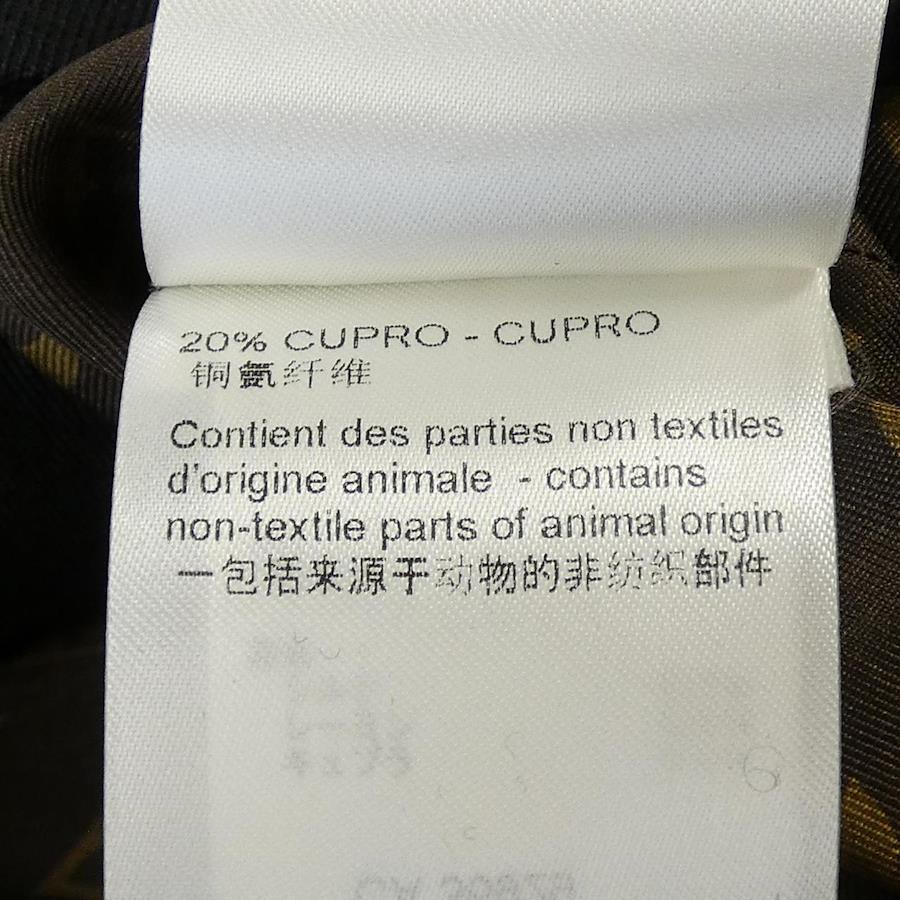 20% CUPRO - CUPRO
铜氨纤维
Contient des parties non textiles
d'origine animale - contains
non-textile parts of animal origin
一包括来源于动物的非纺织部件